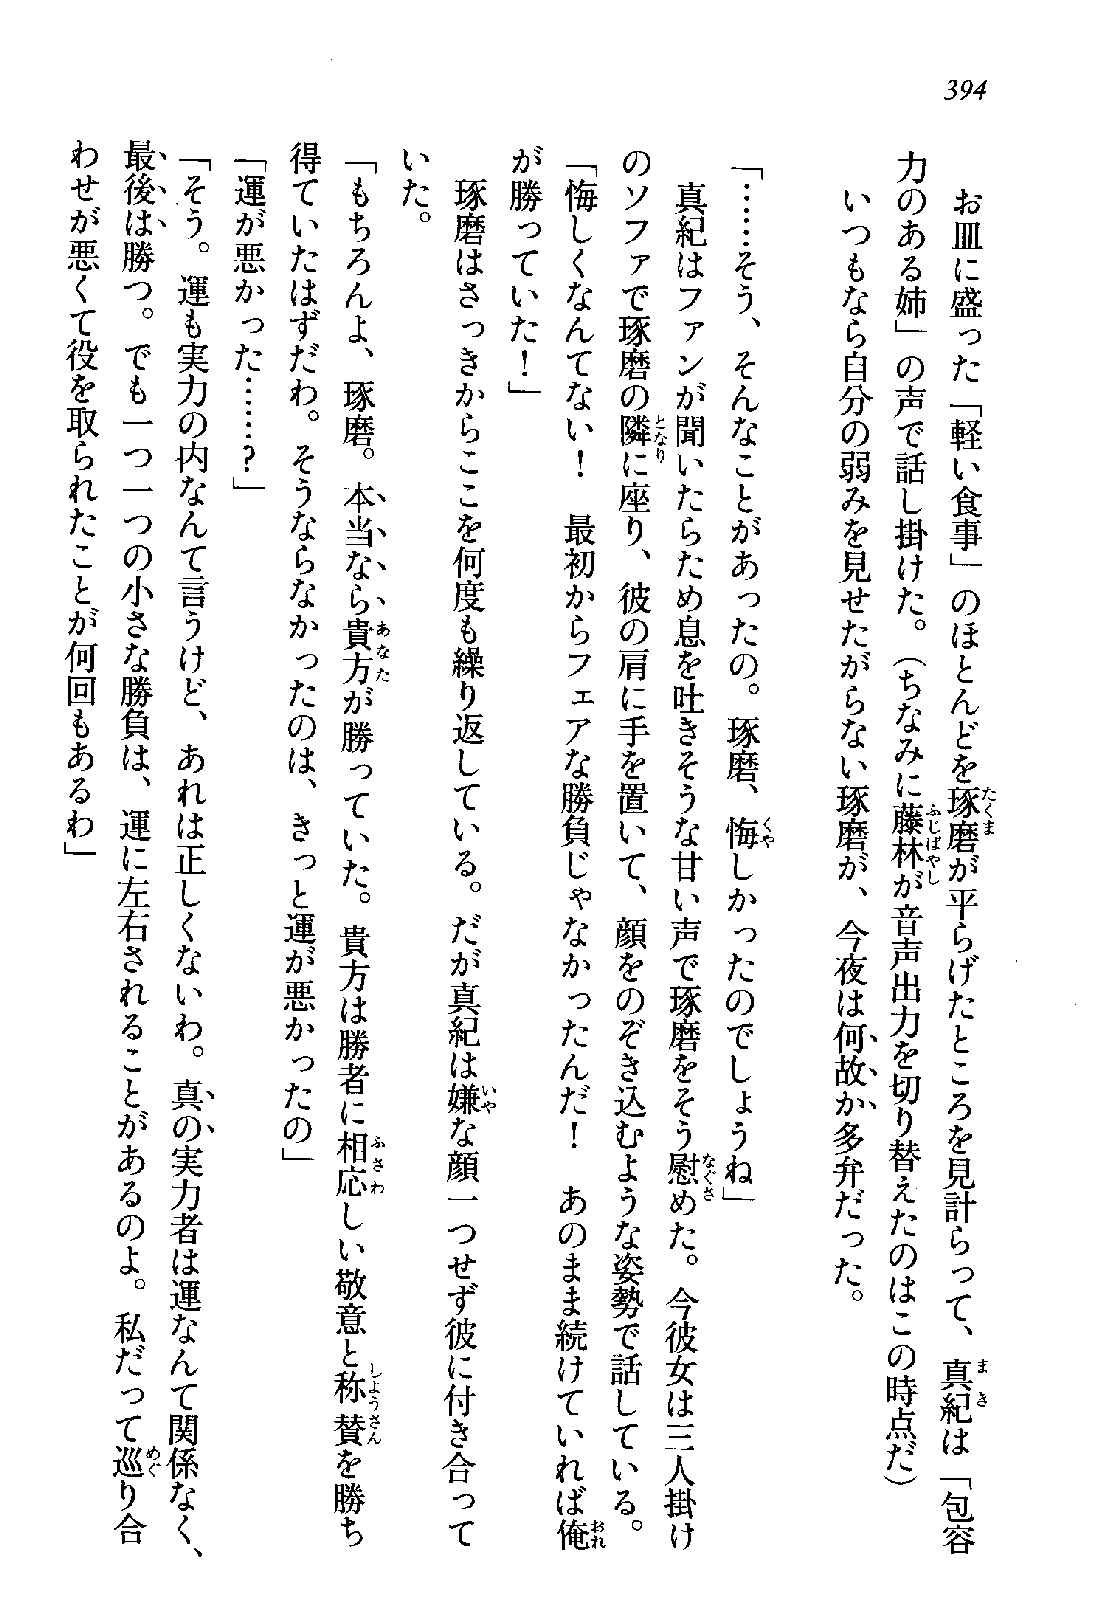 394
お皿に盛った「軽い食事」のほとんどを琢磨が平らげたところを見計らって、真紀は「包容
力のある姉」の声で話し掛けた。（ちなみに藤林が音声出力を切り替えたのはこの時点だ）
いつもなら自分の弱みを見せたがらない琢磨が、今夜は何故か多弁だった。
「……そう、そんなことがあったの。琢磨、悔しかったのでしょうね」
真紀はファンが聞いたらため息を吐きそうな甘い声で琢磨をそう慰めた。今彼女は三人掛け
のソファで琢磨の隣に座り、彼の肩に手を置いて、顔をのぞき込むような姿勢で話している。
「悔しくなんてない！　最初からフェアな勝負じゃなかったんだ！　あのまま続けていれば俺
が勝っていた！」
琢磨はさっきからここを何度も繰り返している。だが真紀は嫌な顔一つせず彼に付き合って
いた。
「もちろんよ、琢磨。本当なら貴方が勝っていた。貴方は勝者に相応しい敬意と称賛を勝ち
得ていたはずだわ。そうならなかったのは、きっと運が悪かったの」
「運が悪かった……？」
「そう。運も実力の内なんて言うけど、あれは正しくないわ。真の実力者は運なんて関係なく、
最後は勝つ。でも一つ一つの小さな勝負は、運に左右されることがあるのよ。私だって巡り合
わせが悪くて役を取られたことが何回もあるわ」